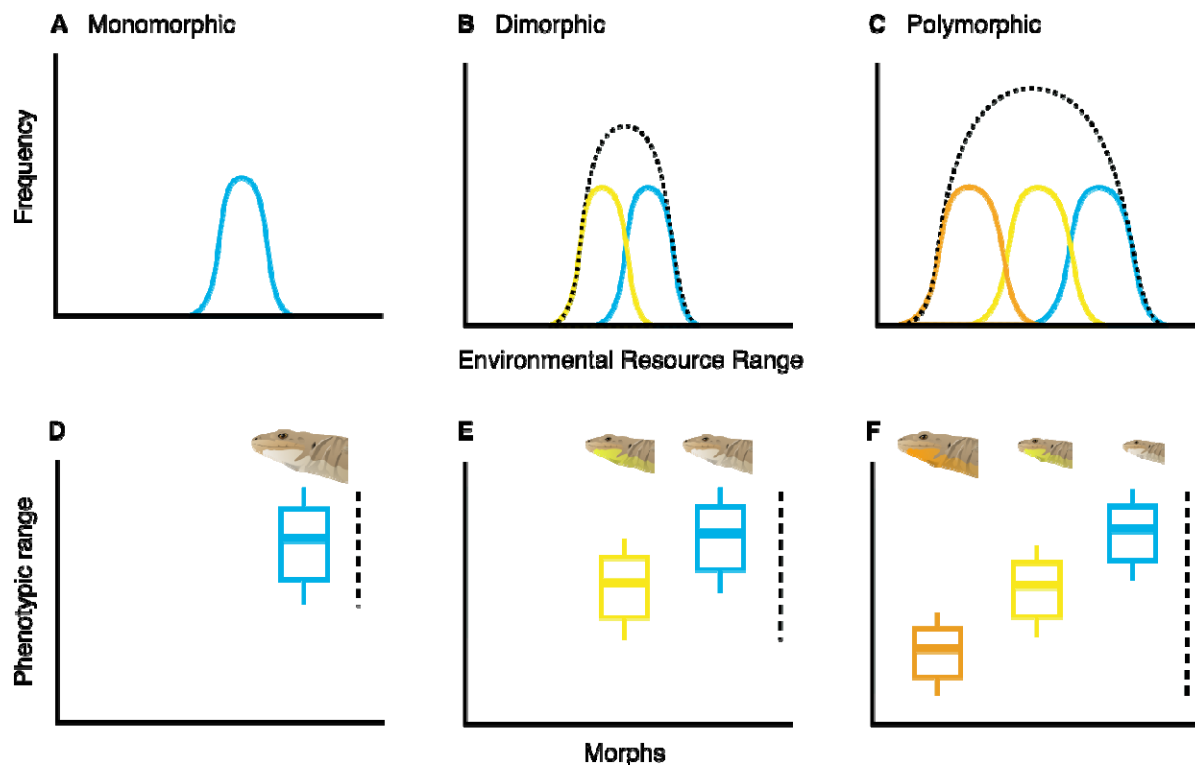 A Monomorphic
B Dimorphic
C Polymorphic
Frequency
Environmental Resource Range
D
E
F
Phenotypic range
Morphs